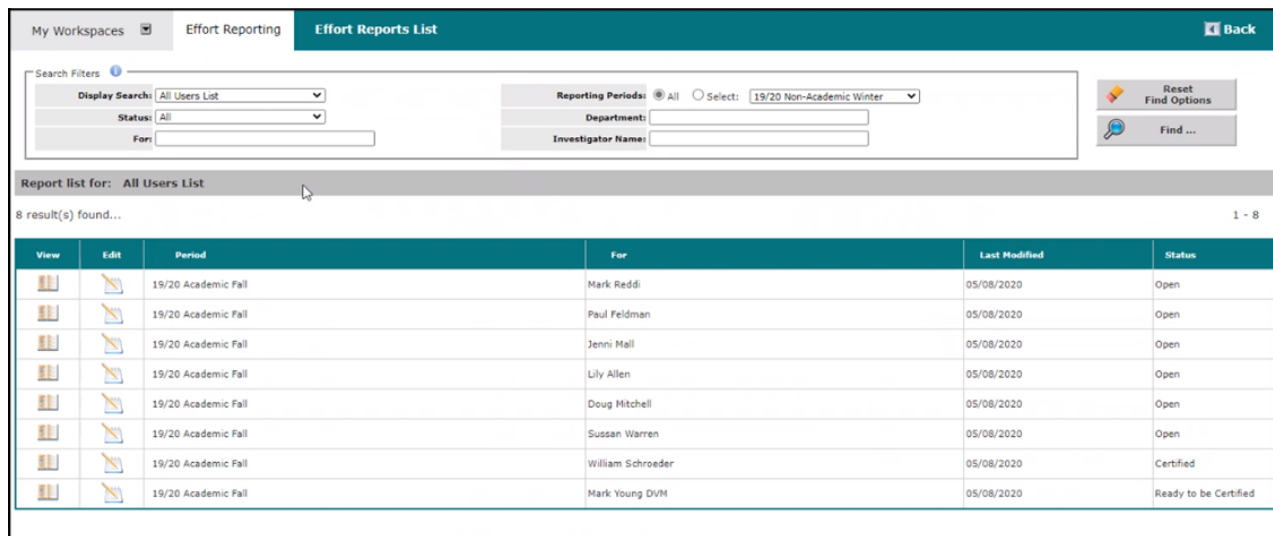 My Workspaces Effort Reporting Effort Reports List Back
Search Filters
Display Search: All Users List Reporting Periods: All Select: 19/20 Non-Academic Winter Reset Find Options
Status: All Department:
For: Investigator Name: Find ...
Report list for: All Users List
8 result(s) found... 1 - 8
View Edit Period For Last Modified Status
19/20 Academic Fall Mark Reddi 05/08/2020 Open
19/20 Academic Fall Paul Feldman 05/08/2020 Open
19/20 Academic Fall Jenni Mall 05/08/2020 Open
19/20 Academic Fall Lily Allen 05/08/2020 Open
19/20 Academic Fall Doug Mitchell 05/08/2020 Open
19/20 Academic Fall Sussan Warren 05/08/2020 Open
19/20 Academic Fall William Schroeder 05/08/2020 Certified
19/20 Academic Fall Mark Young DVM 05/08/2020 Ready to be Certified